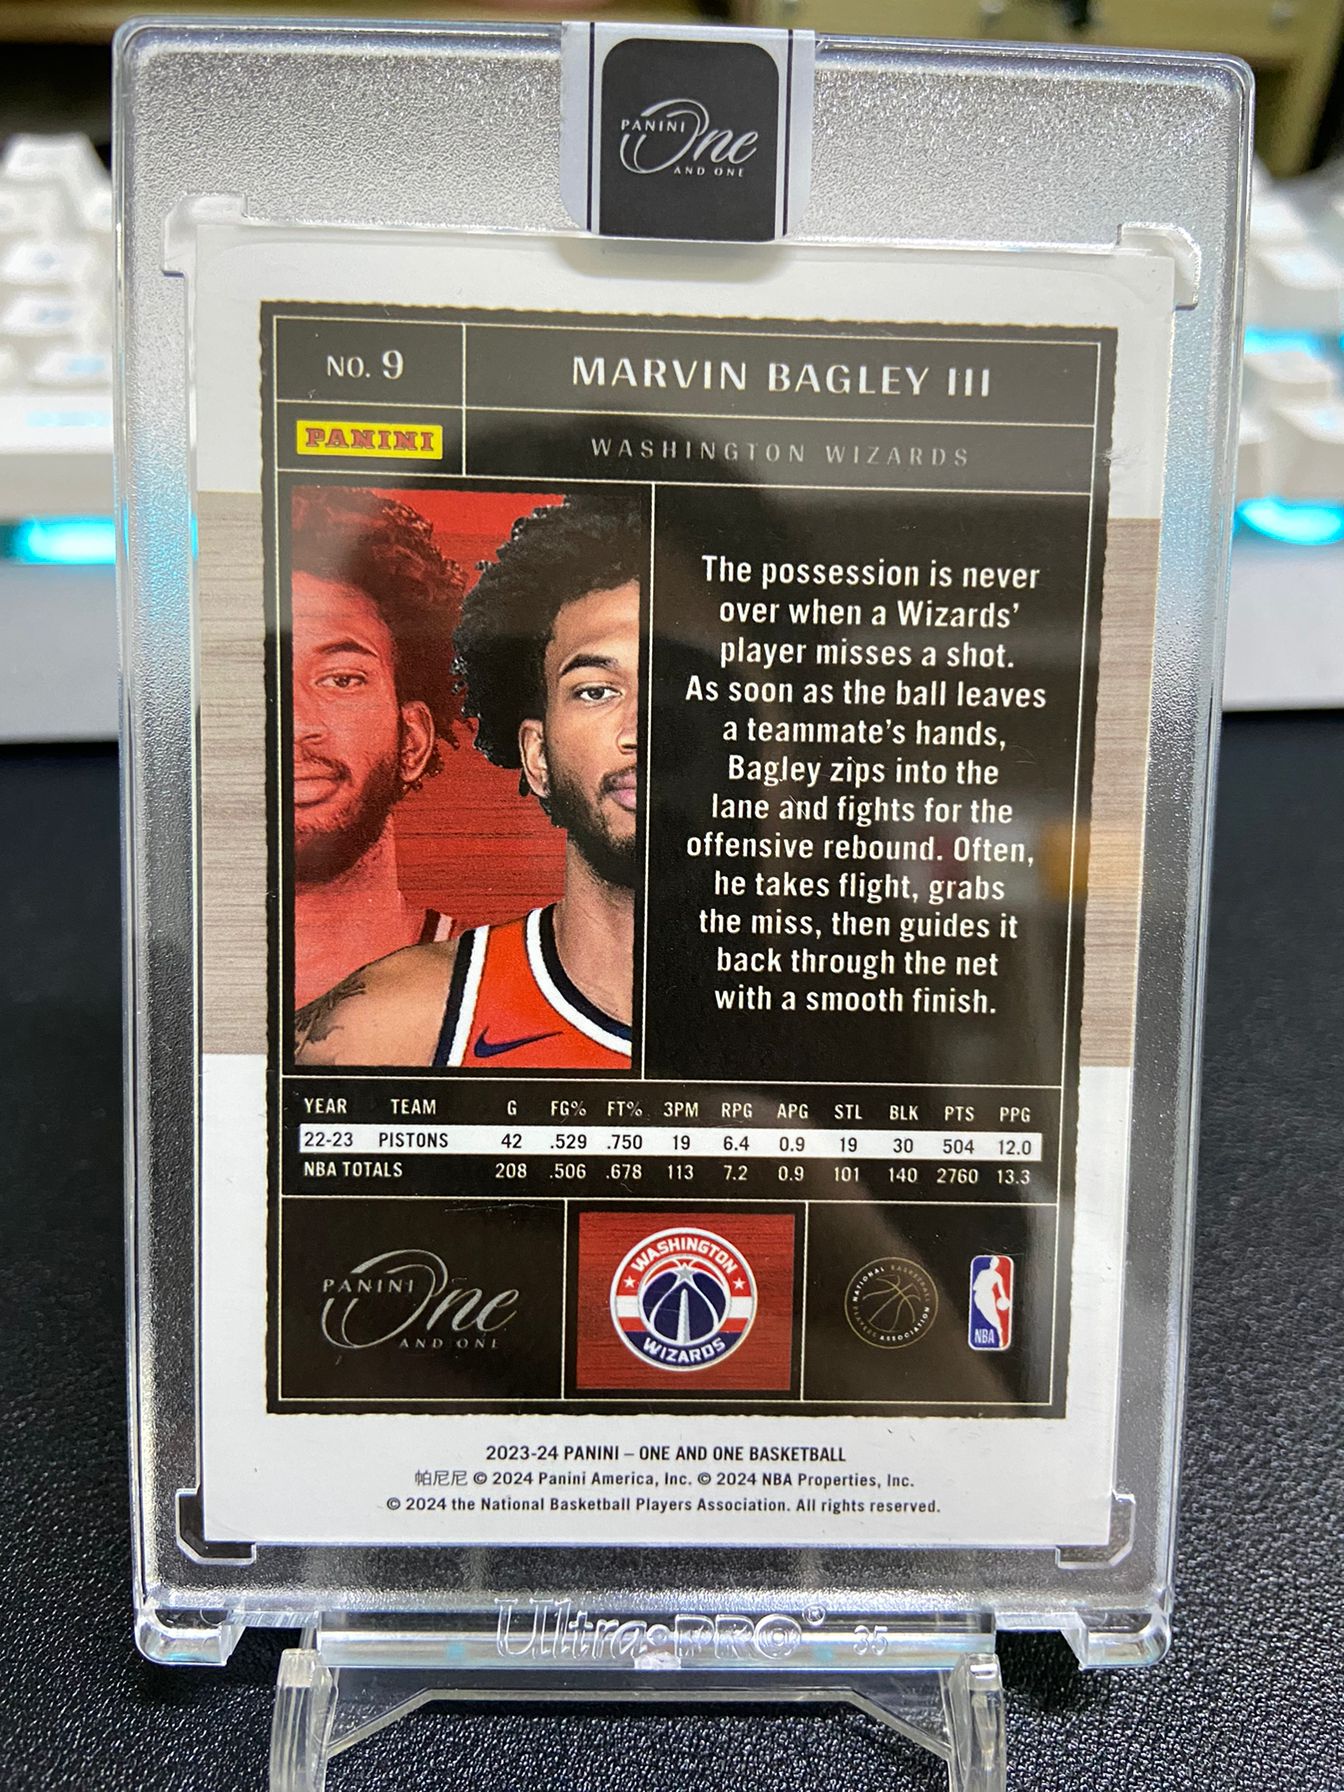 PANINI One
AND ONE
NO. 9
MARVIN BAGLEY III
PANINI
WASHINGTON WIZARDS
The possession is never
over when a Wizards'
player misses a shot.
As soon as the ball leaves
a teammate's hands,
Bagley zips into the
lane and fights for the
offensive rebound. Often,
he takes flight, grabs
the miss, then guides it
back through the net
with a smooth finish.
YEAR TEAM G FG% FT% 3PM RPG APG STL BLK PTS PPG
22-23 PISTONS 42 .529 .750 19 6.4 0.9 19 30 504 12.0
NBA TOTALS 208 .506 .678 113 7.2 0.9 101 140 2760 13.3
PANINI One
AND ONE
WASHINGTON
WIZARDS
NATIONAL BASKETBALL
PLAYERS ASSOCIATION
NBA
2023-24 PANINI – ONE AND ONE BASKETBALL
帕尼尼 © 2024 Panini America, Inc. © 2024 NBA Properties, Inc.
© 2024 the National Basketball Players Association. All rights reserved.
Ultra•PRO® 35